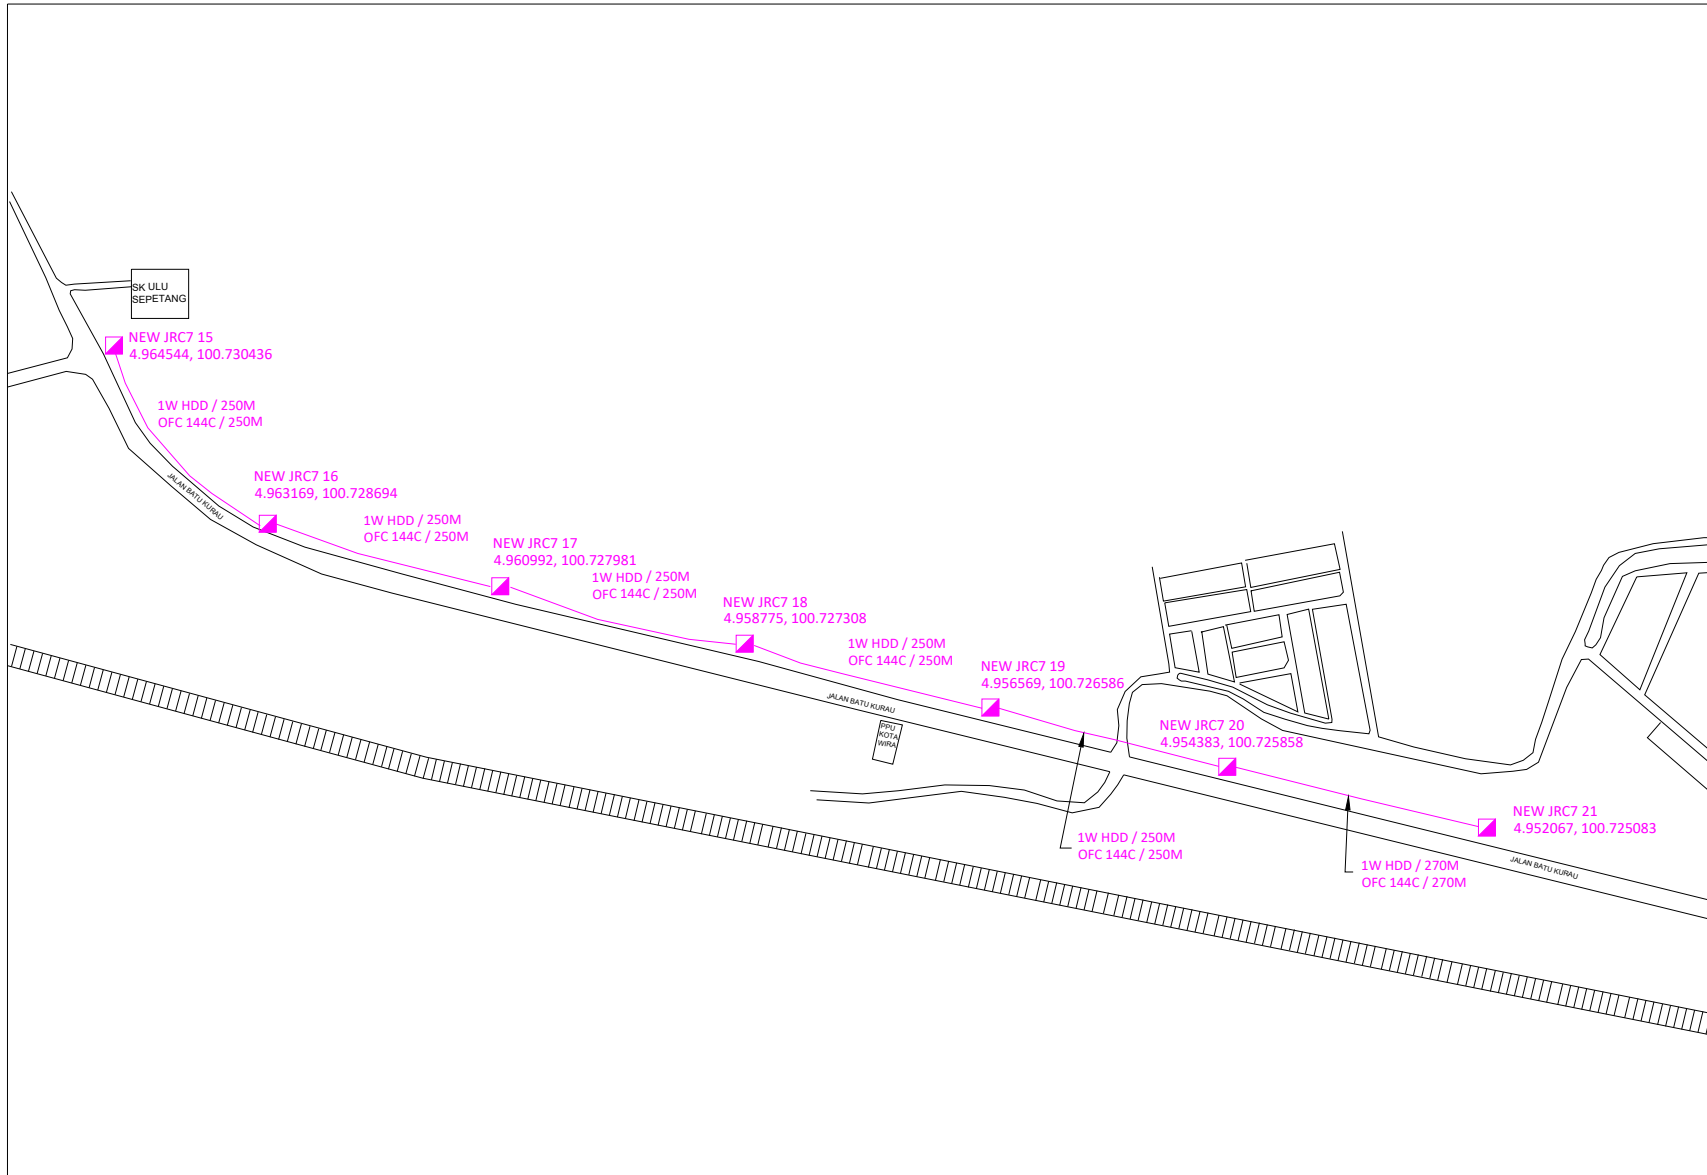 SK ULU
SEPETANG
NEW JRC7 15
4.964544, 100.730436
1W HDD / 250M
OFC 144C / 250M
JALAN BATU KURAU
NEW JRC7 16
4.963169, 100.728694
1W HDD / 250M
OFC 144C / 250M
NEW JRC7 17
4.960992, 100.727981
1W HDD / 250M
OFC 144C / 250M
NEW JRC7 18
4.958775, 100.727308
1W HDD / 250M
OFC 144C / 250M
NEW JRC7 19
4.956569, 100.726586
JALAN BATU KURAU
PPU
KOTA
WIRA
NEW JRC7 20
4.954383, 100.725858
1W HDD / 250M
OFC 144C / 250M
NEW JRC7 21
4.952067, 100.725083
1W HDD / 270M
OFC 144C / 270M
JALAN BATU KURAU